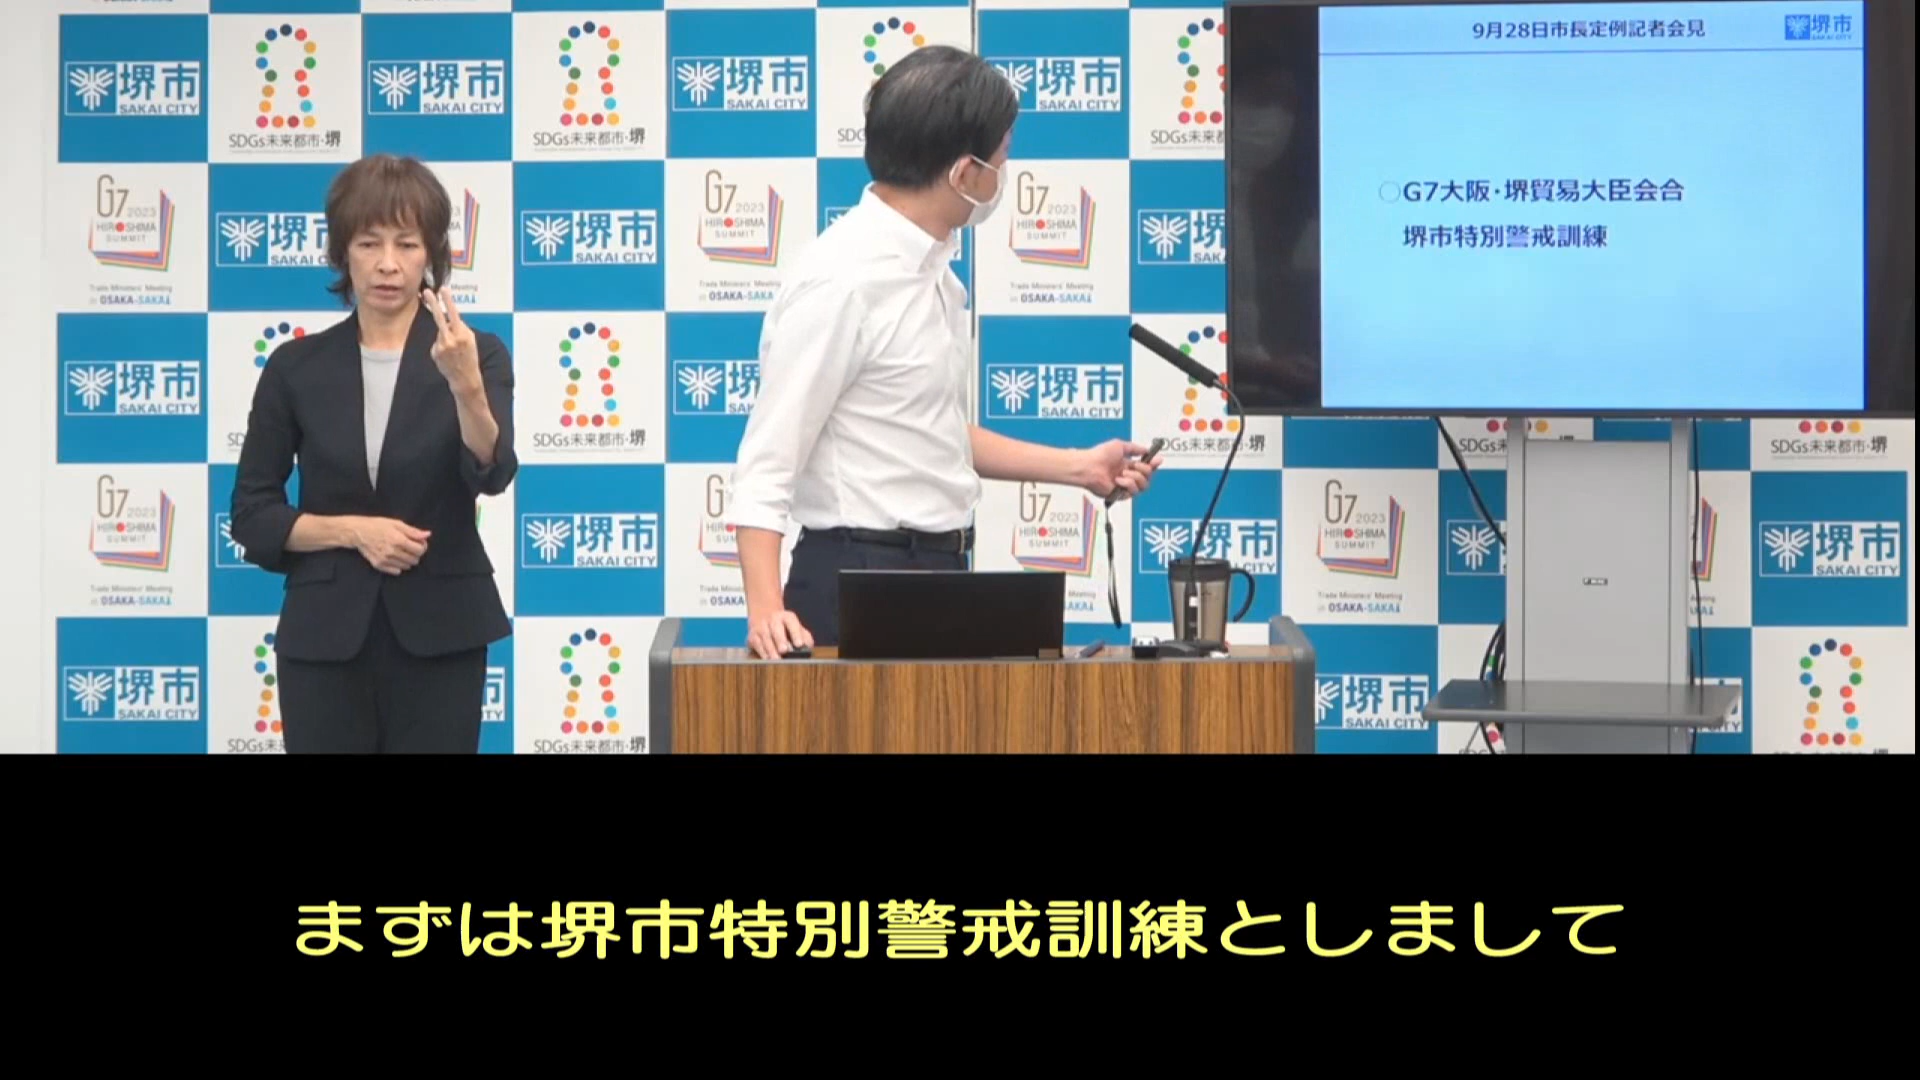 9月28日市長定例記者会見
堺市
SAKAI CITY
○G7大阪・堺貿易大臣会合
堺市特別警戒訓練
堺市
SAKAI CITY
SDGs未来都市・堺
G7
2023
HIROSHIMA
SUMMIT
Trade Ministers' Meeting
in OSAKA-SAKAI
まずは堺市特別警戒訓練としまして